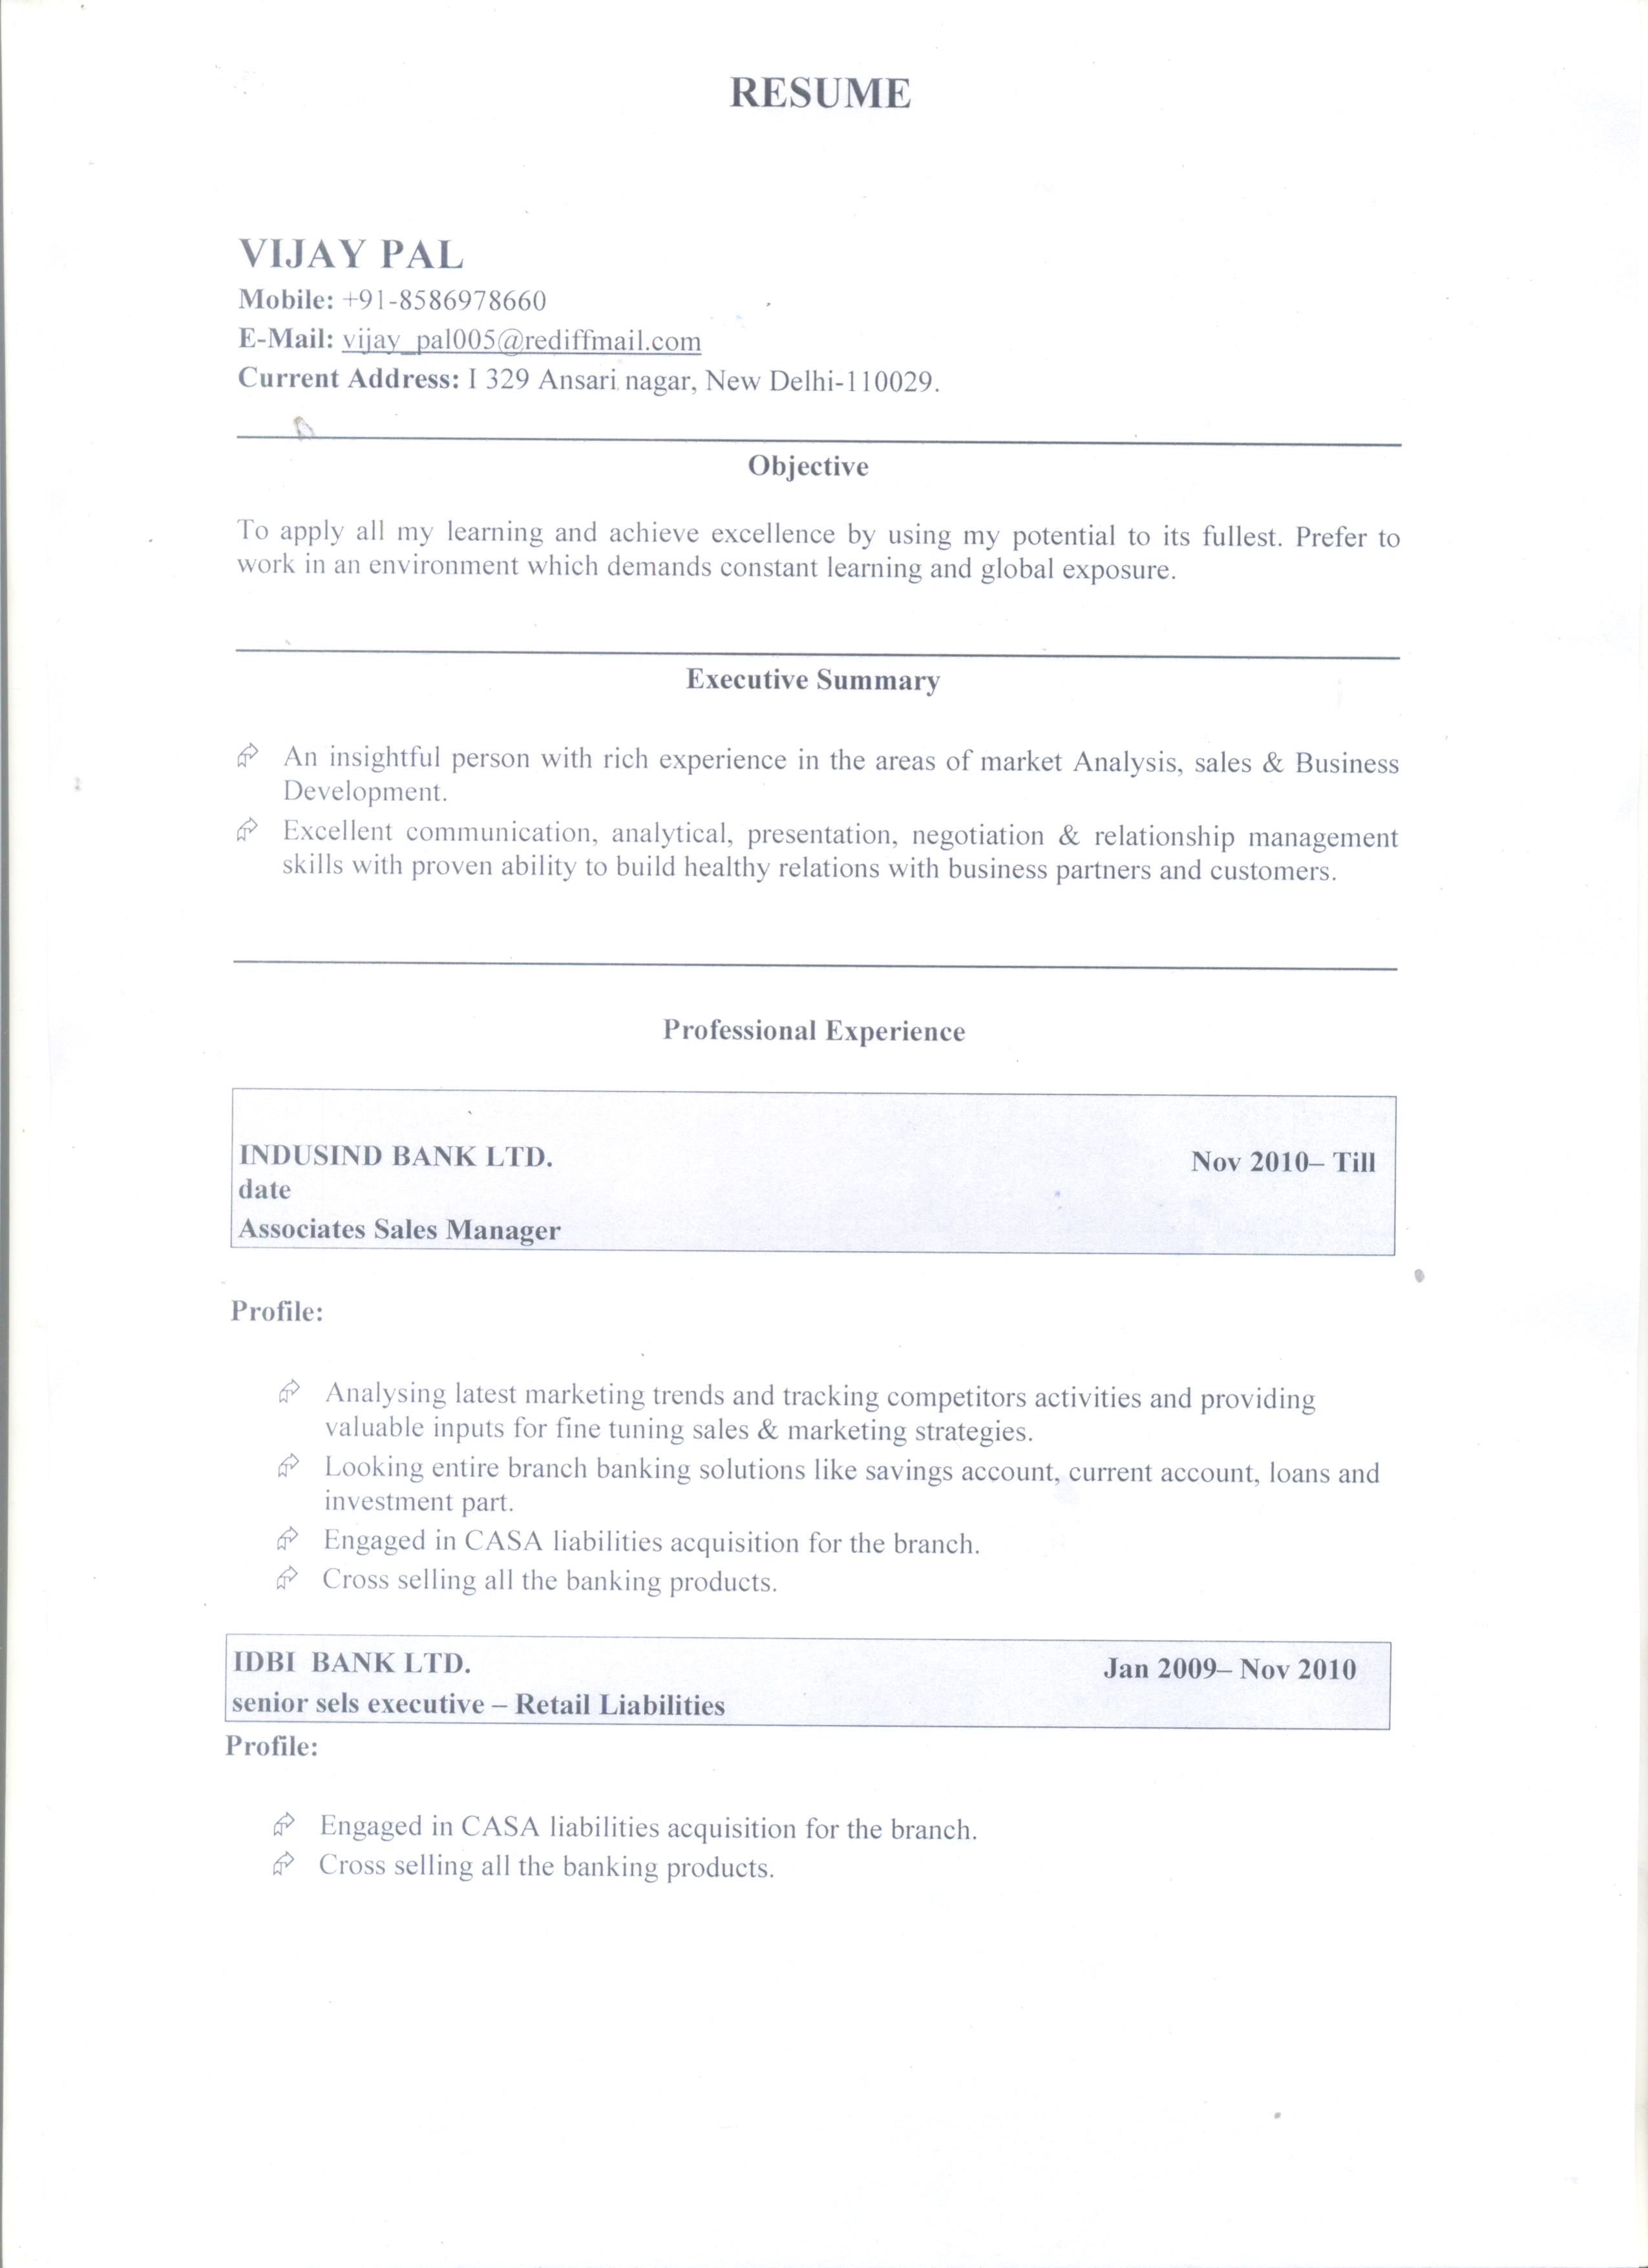 RESUME
VIJAY PAL
Mobile: +91-8586978660
E-Mail: vijay_pal005@rediffmail.com
Current Address: I 329 Ansari nagar, New Delhi-110029.
Objective
To apply all my learning and achieve excellence by using my potential to its fullest. Prefer to
work in an environment which demands constant learning and global exposure.
Executive Summary
An insightful person with rich experience in the areas of market Analysis, sales & Business
Development.
Excellent communication, analytical, presentation, negotiation & relationship management
skills with proven ability to build healthy relations with business partners and customers.
Professional Experience
INDUSIND BANK LTD. Nov 2010– Till
date
Associates Sales Manager
Profile:
Analysing latest marketing trends and tracking competitors activities and providing
valuable inputs for fine tuning sales & marketing strategies.
Looking entire branch banking solutions like savings account, current account, loans and
investment part.
Engaged in CASA liabilities acquisition for the branch.
Cross selling all the banking products.
IDBI BANK LTD. Jan 2009– Nov 2010
senior sels executive – Retail Liabilities
Profile:
Engaged in CASA liabilities acquisition for the branch.
Cross selling all the banking products.